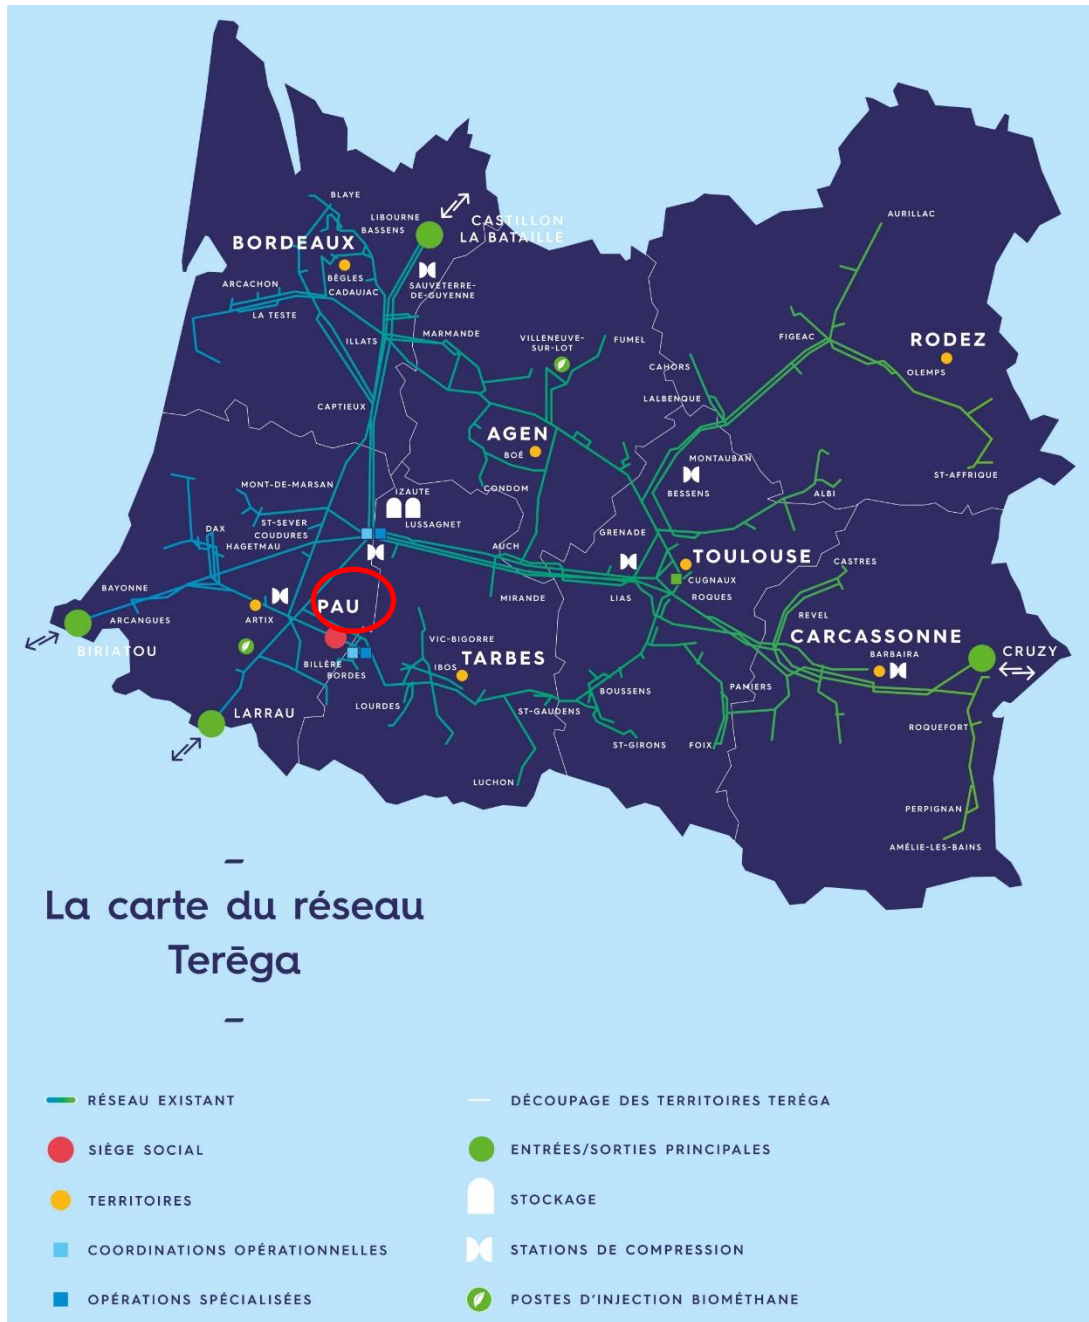 BLAYE
LIBOURNE
BASSENS
CASTILLON
LA BATAILLE
BORDEAUX
BÈGLES
CADAUJAC
SAUVETERRE-
DE-GUYENNE
ARCACHON
LA TESTE
ILLATS
MARMANDE
VILLENEUVE-
SUR-LOT
FUMEL
CAHORS
LALBENQUE
FIGEAC
AURILLAC
RODEZ
OLEMPS
ST-AFFRIQUE
CAPTIEUX
AGEN
BOÉ
CONDOM
MONTAUBAN
BESSENS
ALBI
MONT-DE-MARSAN
IZAUTE
LUSSAGNET
ST-SEVER
COUDURES
DAX
HAGETMAU
AUCH
GRENADE
TOULOUSE
CUGNAUX
ROQUES
CASTRES
BAYONNE
ARCANGUES
BIRIATOU
ARTIX
PAU
MIRANDE
LIAS
REVEL
CARCASSONNE
BARBAIRA
CRUZY
VIC-BIGORRE
IBOS
TARBES
BILLÈRE
BORDES
LOURDES
LARRAU
ST-GAUDENS
BOUSSENS
PAMIERS
ST-GIRONS
FOIX
LUCHON
ROQUEFORT
PERPIGNAN
AMÉLIE-LES-BAINS
La carte du réseau
Terēga
RÉSEAU EXISTANT
SIÈGE SOCIAL
TERRITOIRES
COORDINATIONS OPÉRATIONNELLES
OPÉRATIONS SPÉCIALISÉES
DÉCOUPAGE DES TERRITOIRES TERÉGA
ENTRÉES/SORTIES PRINCIPALES
STOCKAGE
STATIONS DE COMPRESSION
POSTES D'INJECTION BIOMÉTHANE